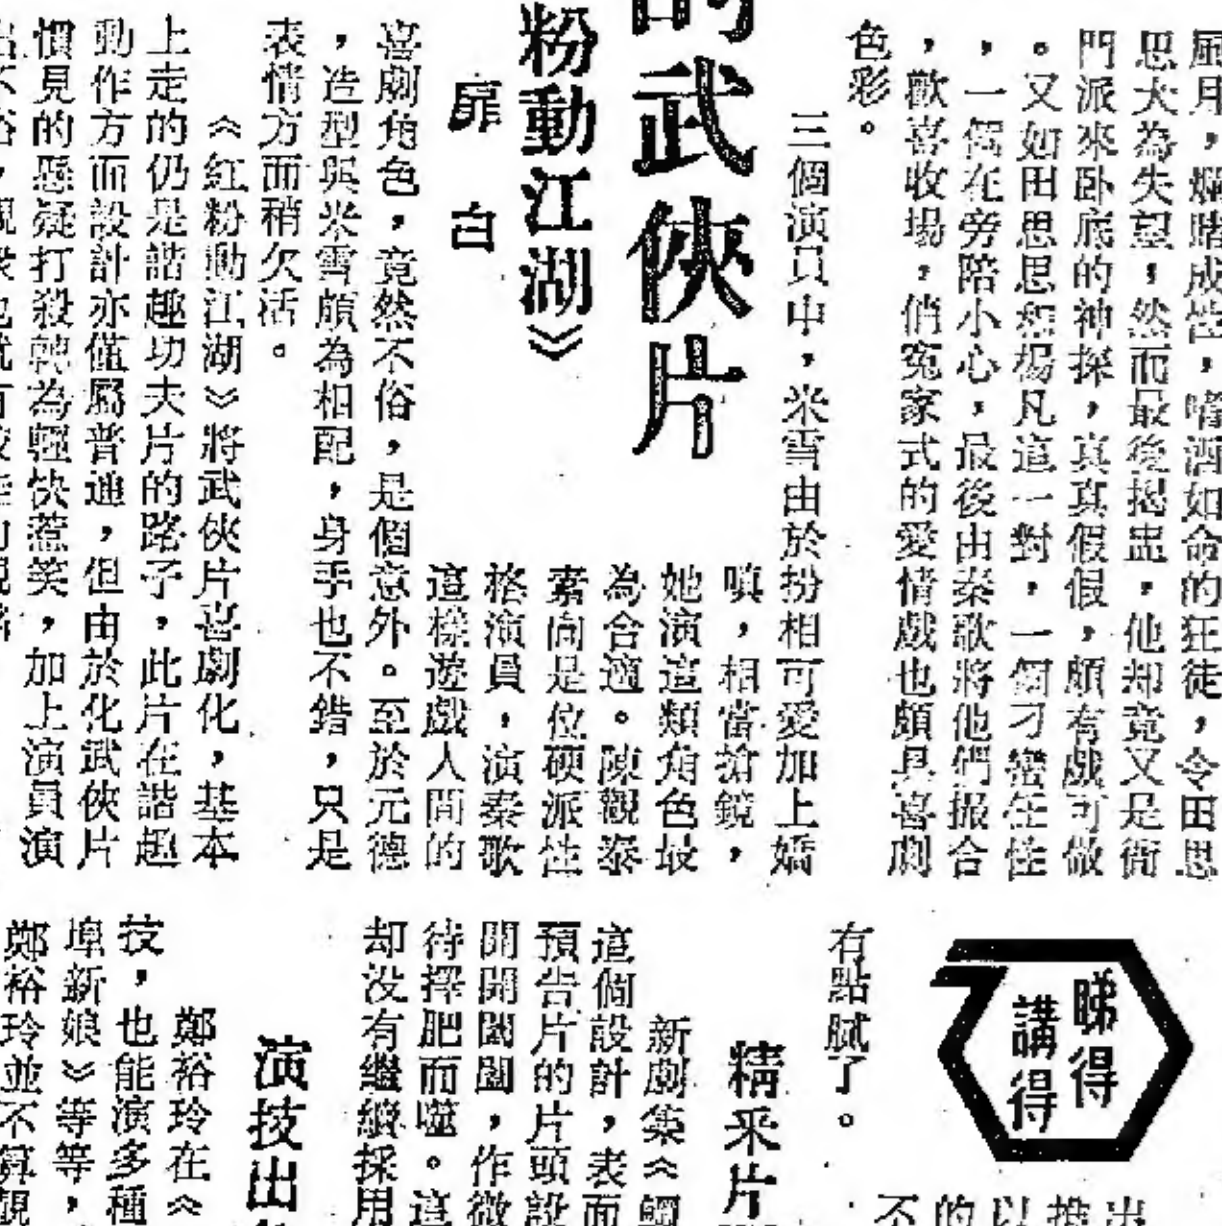 風用，爛賭成性，嗜酒如命的狂徒，令田思
思大為失望，然而最後揭盅，他却竟又是衙
門派來卧底的神探，真真假假，頗有戲可做
。又如田思思和楊凡這一對，一個刁蠻任性
，一個在旁陪小心，最後由秦歌將他們撮合
，歡喜收場，俏寃家式的愛情戲也頗具喜劇
色彩。
三個演員中，米雪由於扮相可愛加上嬌
嗔，相當搶鏡，
她演這類角色最
為合適。陳觀泰
素尚是位硬派性
格演員，演秦歌
這樣遊戲人間的
喜劇角色，竟然不俗，是個意外。至於元德
，造型與米雪頗為相配，身手也不錯，只是
表情方面稍欠活。
《紅粉動江湖》將武俠片喜劇化，基本
上走的仍是諧趣功夫片的路子，此片在諧趣
動作方面設計亦僅屬普通，但由於化武俠片
慣見的懸疑打殺轉為輕快惹笑，加上演員演
的武俠片
粉動江湖》
扉白
睇得
講得
出
推
以
的
不
有點膩了。
精采片
新劇集《
這個設計，表面
預告片的片頭設
開開闔闔，作微
待擇肥而噬。這
却没有繼續採用
演技出
鄭裕玲在《
技，也能演多種
埠新娘》等等，
鄭裕玲並不算